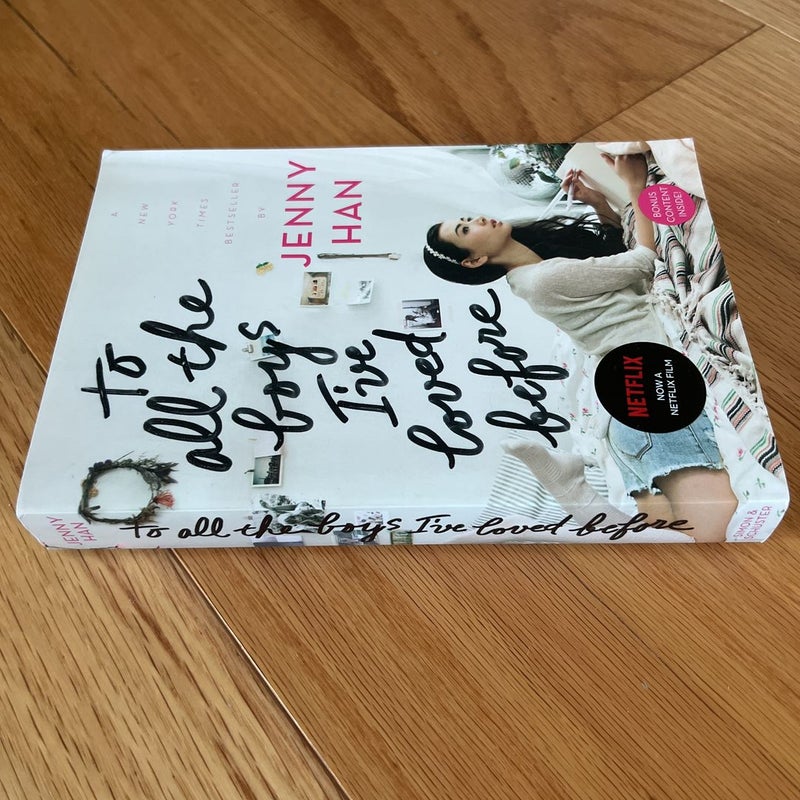 A NEW YORK TIMES BESTSELLER BY
JENNY
HAN
to
all the
boys
I've
loved
before
BONUS
CONTENT
INSIDE!
NETFLIX
NOW A
NETFLIX FILM
JENNY
HAN
to all the boys I've loved before
SIMON &
SCHUSTER